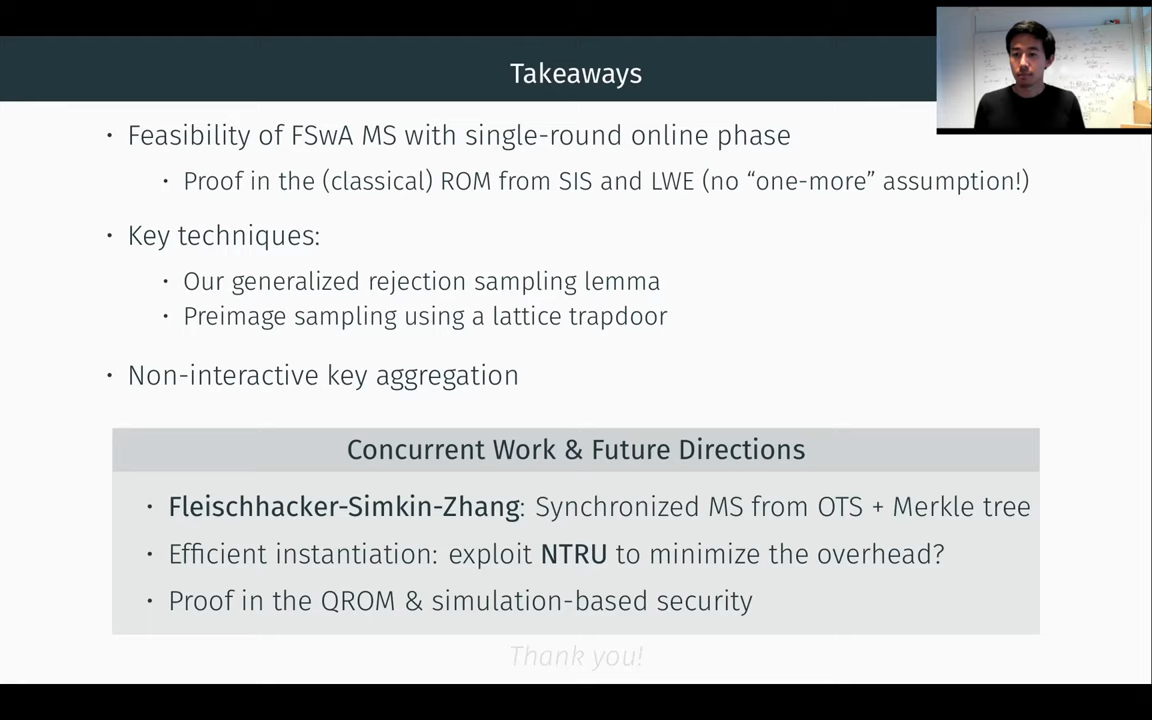 Takeaways
· Feasibility of FSwA MS with single-round online phase
· Proof in the (classical) ROM from SIS and LWE (no “one-more” assumption!)
· Key techniques:
· Our generalized rejection sampling lemma
· Preimage sampling using a lattice trapdoor
· Non-interactive key aggregation
Concurrent Work & Future Directions
· Fleischhacker-Simkin-Zhang: Synchronized MS from OTS + Merkle tree
· Efficient instantiation: exploit NTRU to minimize the overhead?
· Proof in the QROM & simulation-based security
Thank you!